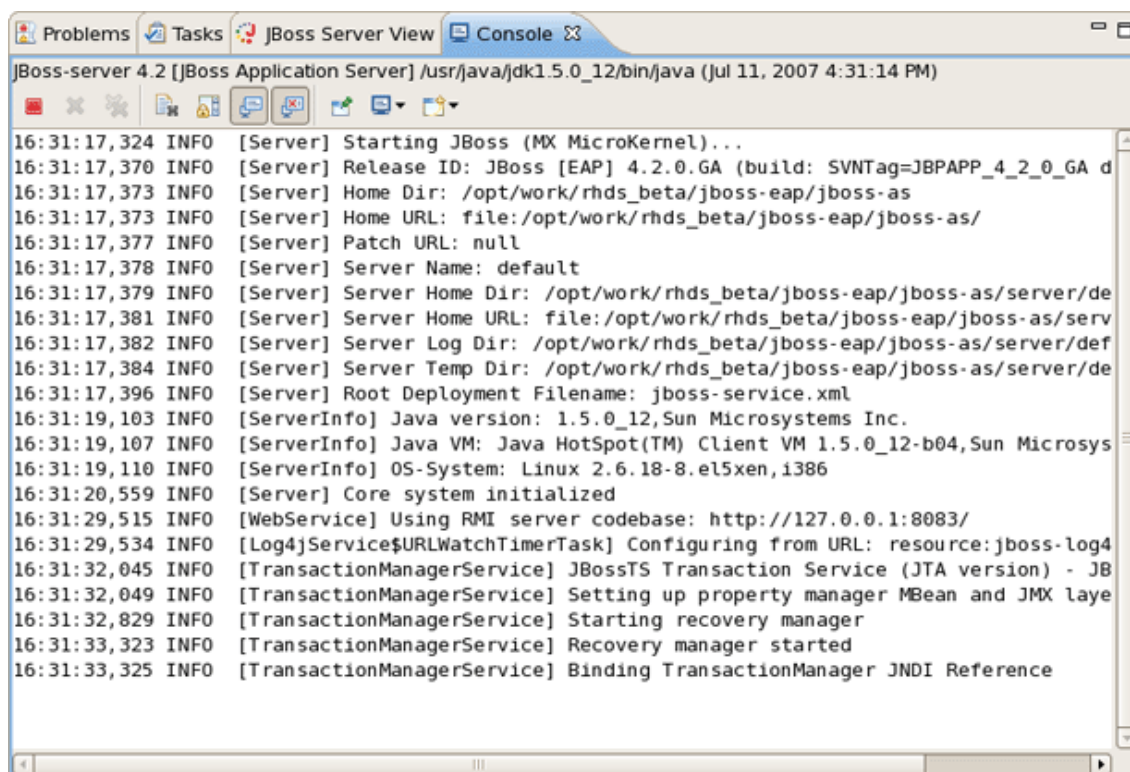 Problems Tasks JBoss Server View Console
JBoss-server 4.2 [JBoss Application Server] /usr/java/jdk1.5.0_12/bin/java (Jul 11, 2007 4:31:14 PM)
16:31:17,324 INFO  [Server] Starting JBoss (MX MicroKernel)...
16:31:17,370 INFO  [Server] Release ID: JBoss [EAP] 4.2.0.GA (build: SVNTag=JBPAPP_4_2_0_GA d
16:31:17,373 INFO  [Server] Home Dir: /opt/work/rhds_beta/jboss-eap/jboss-as
16:31:17,373 INFO  [Server] Home URL: file:/opt/work/rhds_beta/jboss-eap/jboss-as/
16:31:17,377 INFO  [Server] Patch URL: null
16:31:17,378 INFO  [Server] Server Name: default
16:31:17,379 INFO  [Server] Server Home Dir: /opt/work/rhds_beta/jboss-eap/jboss-as/server/de
16:31:17,381 INFO  [Server] Server Home URL: file:/opt/work/rhds_beta/jboss-eap/jboss-as/serv
16:31:17,382 INFO  [Server] Server Log Dir: /opt/work/rhds_beta/jboss-eap/jboss-as/server/def
16:31:17,384 INFO  [Server] Server Temp Dir: /opt/work/rhds_beta/jboss-eap/jboss-as/server/de
16:31:17,396 INFO  [Server] Root Deployment Filename: jboss-service.xml
16:31:19,103 INFO  [ServerInfo] Java version: 1.5.0_12,Sun Microsystems Inc.
16:31:19,107 INFO  [ServerInfo] Java VM: Java HotSpot(TM) Client VM 1.5.0_12-b04,Sun Microsys
16:31:19,110 INFO  [ServerInfo] OS-System: Linux 2.6.18-8.el5xen,i386
16:31:20,559 INFO  [Server] Core system initialized
16:31:29,515 INFO  [WebService] Using RMI server codebase: http://127.0.0.1:8083/
16:31:29,534 INFO  [Log4jService$URLWatchTimerTask] Configuring from URL: resource:jboss-log4
16:31:32,045 INFO  [TransactionManagerService] JBossTS Transaction Service (JTA version) - JB
16:31:32,049 INFO  [TransactionManagerService] Setting up property manager MBean and JMX laye
16:31:32,829 INFO  [TransactionManagerService] Starting recovery manager
16:31:33,323 INFO  [TransactionManagerService] Recovery manager started
16:31:33,325 INFO  [TransactionManagerService] Binding TransactionManager JNDI Reference